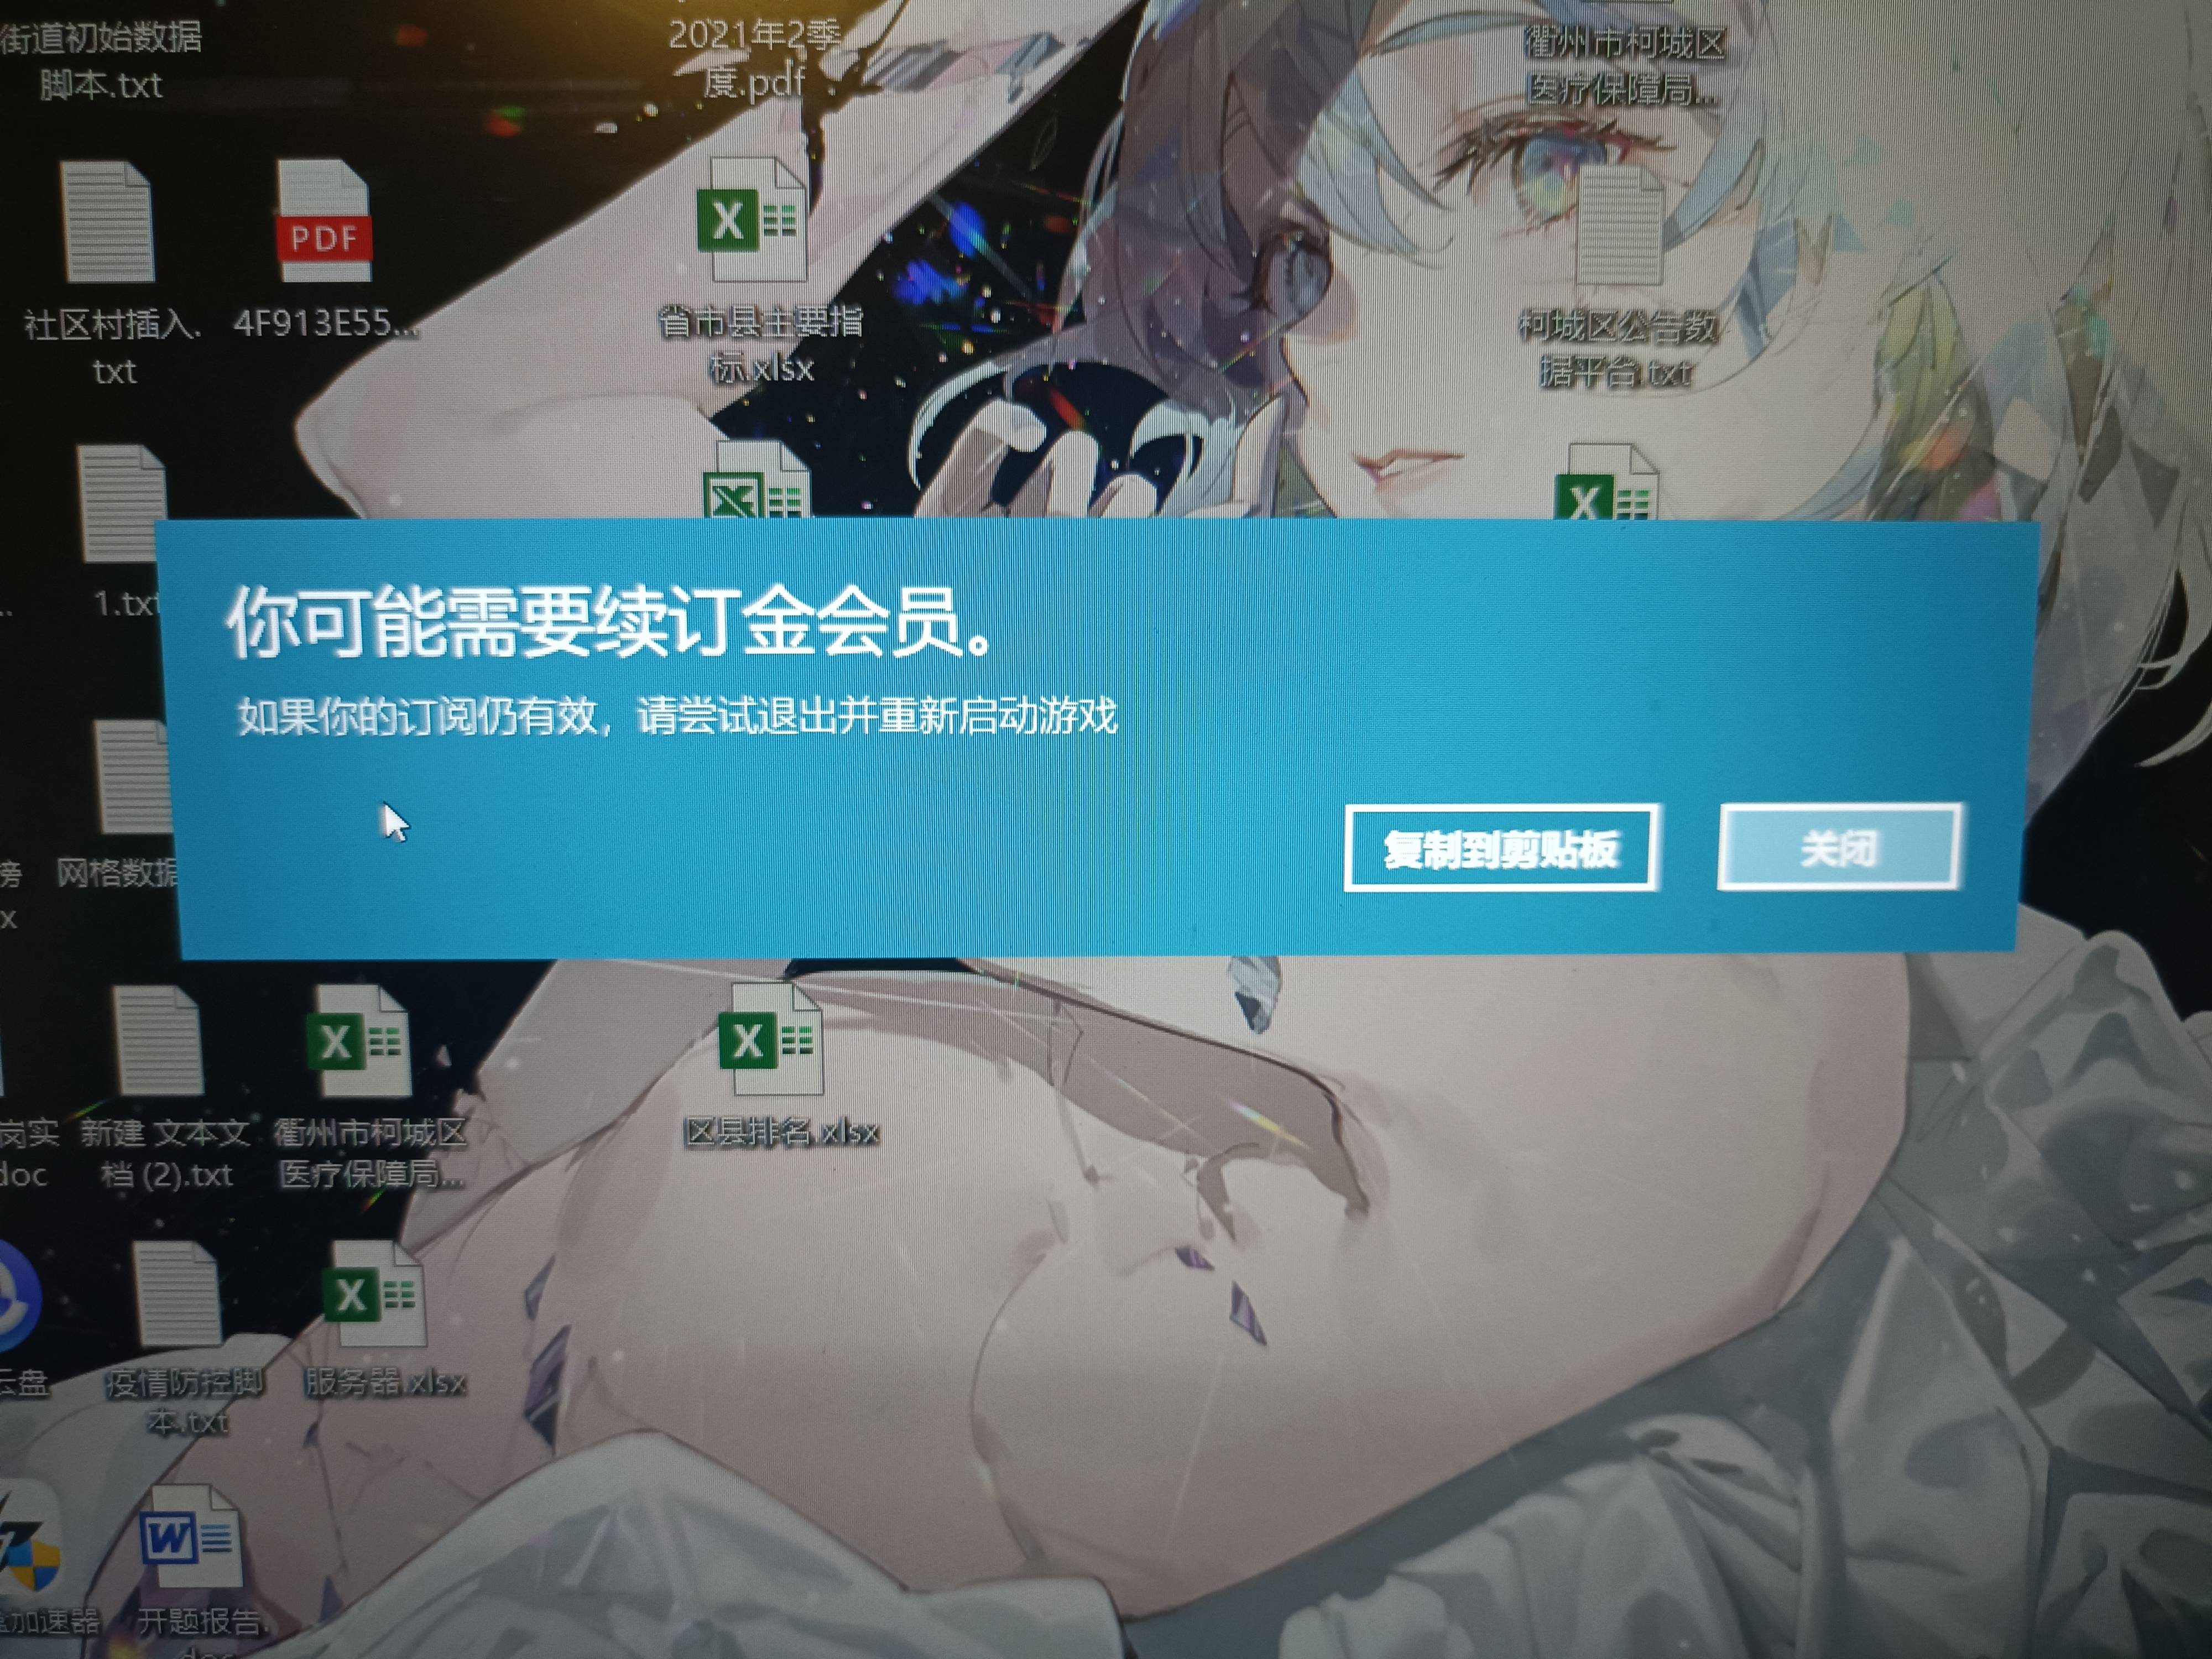 街道初始数据
脚本.txt
2021年2季
度.pdf
衢州市柯城区
医疗保障局...
PDF
社区村插入.
txt
4F913E55...
省市县主要指
标.xlsx
柯城区公告数
据平台.txt
1.txt
你可能需要续订金会员。
如果你的订阅仍有效，请尝试退出并重新启动游戏
复制到剪贴板
关闭
榜
x
网格数据
岗实
doc
新建 文本文
档 (2).txt
衢州市柯城区
医疗保障局...
区县排名.xlsx
云盘
疫情防控脚
本.txt
服务器.xlsx
加速器
开题报告.